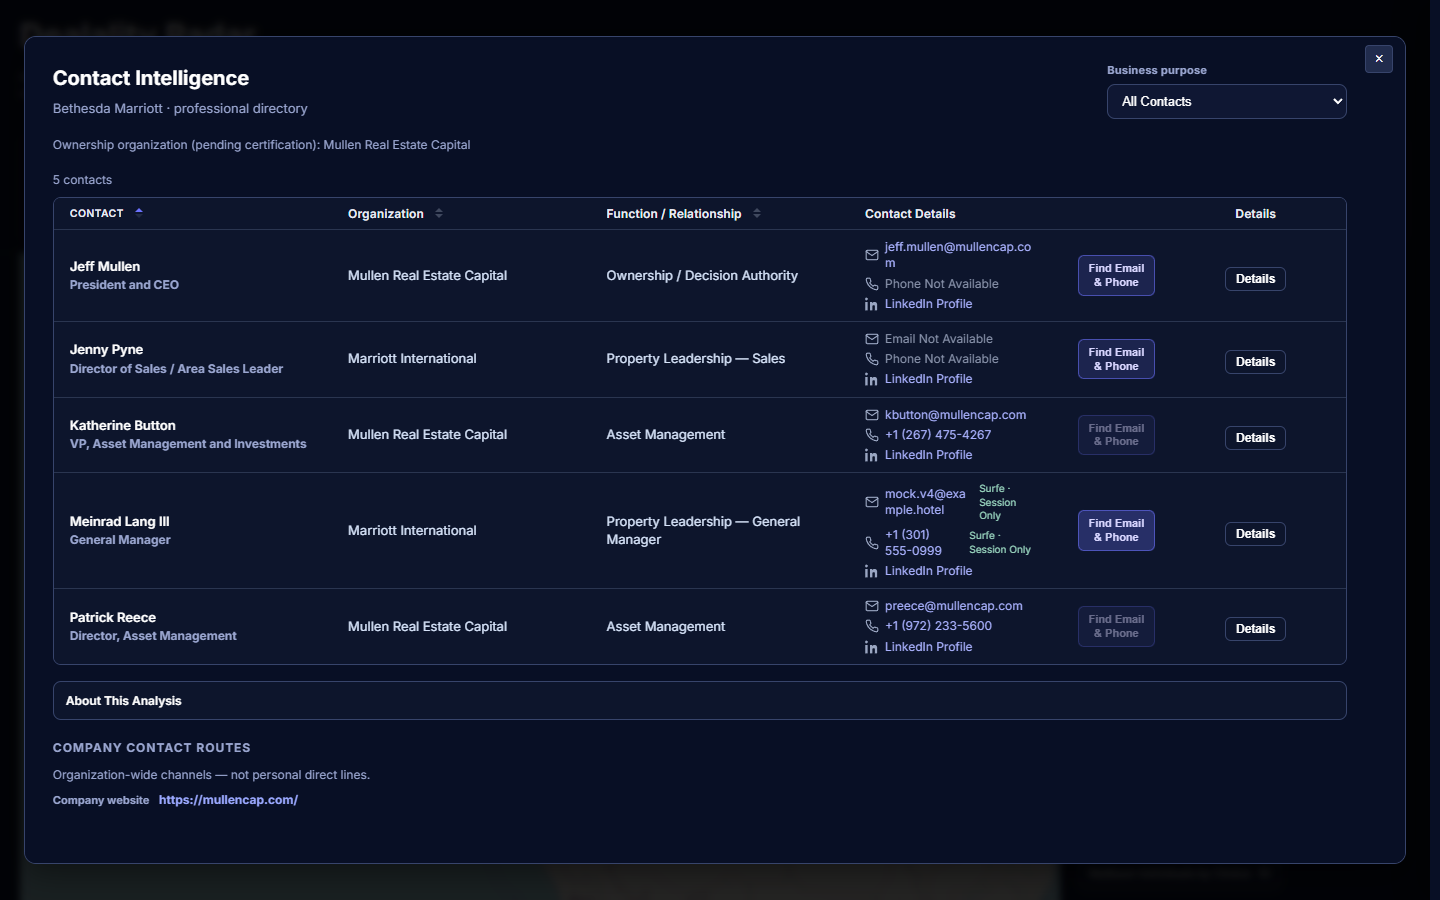 Contact Intelligence
Bethesda Marriott · professional directory
Business purpose
All Contacts
×
Ownership organization (pending certification): Mullen Real Estate Capital
5 contacts
CONTACT Organization Function / Relationship Contact Details Details
Jeff Mullen
President and CEO
Mullen Real Estate Capital
Ownership / Decision Authority
jeff.mullen@mullencap.co
m
Phone Not Available
LinkedIn Profile
Find Email
& Phone
Details
Jenny Pyne
Director of Sales / Area Sales Leader
Marriott International
Property Leadership — Sales
Email Not Available
Phone Not Available
LinkedIn Profile
Find Email
& Phone
Details
Katherine Button
VP, Asset Management and Investments
Mullen Real Estate Capital
Asset Management
kbutton@mullencap.com
+1 (267) 475-4267
LinkedIn Profile
Find Email
& Phone
Details
Meinrad Lang III
General Manager
Marriott International
Property Leadership — General
Manager
mock.v4@exa
mple.hotel
Surfe ·
Session
Only
+1 (301)
555-0999
Surfe ·
Session Only
LinkedIn Profile
Find Email
& Phone
Details
Patrick Reece
Director, Asset Management
Mullen Real Estate Capital
Asset Management
preece@mullencap.com
+1 (972) 233-5600
LinkedIn Profile
Find Email
& Phone
Details
About This Analysis
COMPANY CONTACT ROUTES
Organization-wide channels — not personal direct lines.
Company website https://mullencap.com/